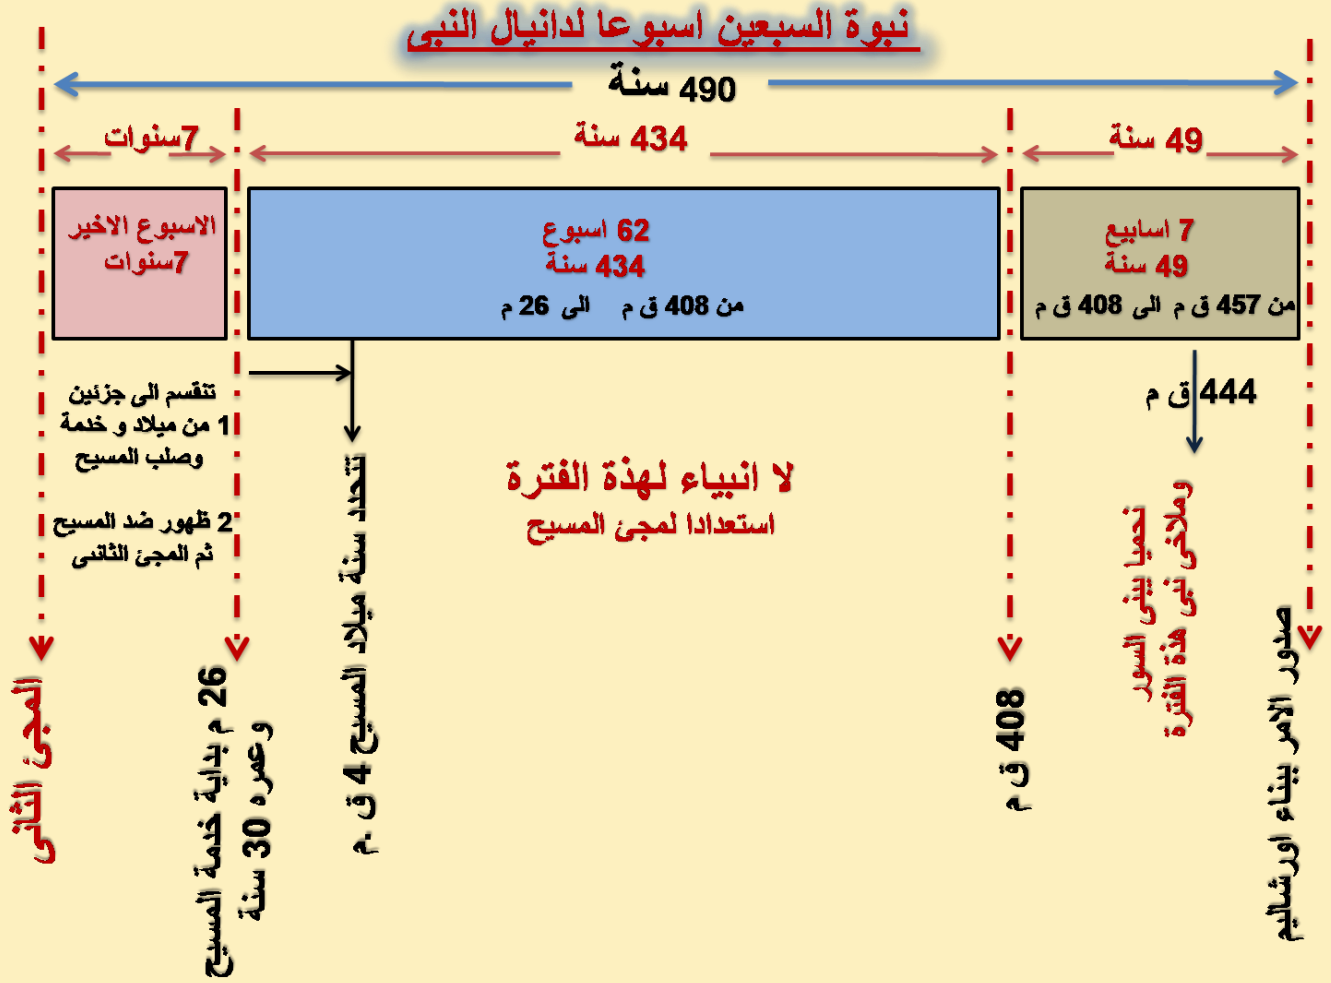 نبوة السبعين اسبوعا لدانيال النبى
490 سنة
49 سنة
434 سنة
7سنوات
7 اسابيع
49 سنة
من 457 ق م الى 408 ق م
62 اسبوع
434 سنة
من 408 ق م الى 26 م
الاسبوع الاخير
7سنوات
444 ق م
نحميا يبنى السور
وملاخى نبى هذة الفترة
صدور الامر ببناء اورشاليم
408 ق م
لا انبياء لهذة الفترة
استعدادا لمجئ المسيح
تتحدد سنة ميلاد المسيح 4 ق .م
26 م بداية خدمة المسيح
وعمره 30 سنة
تنقسم الى جزئين
1 من ميلاد و خدمة
وصلب المسيح
2 ظهور ضد المسيح
ثم المجئ الثانى
المجئ الثانى